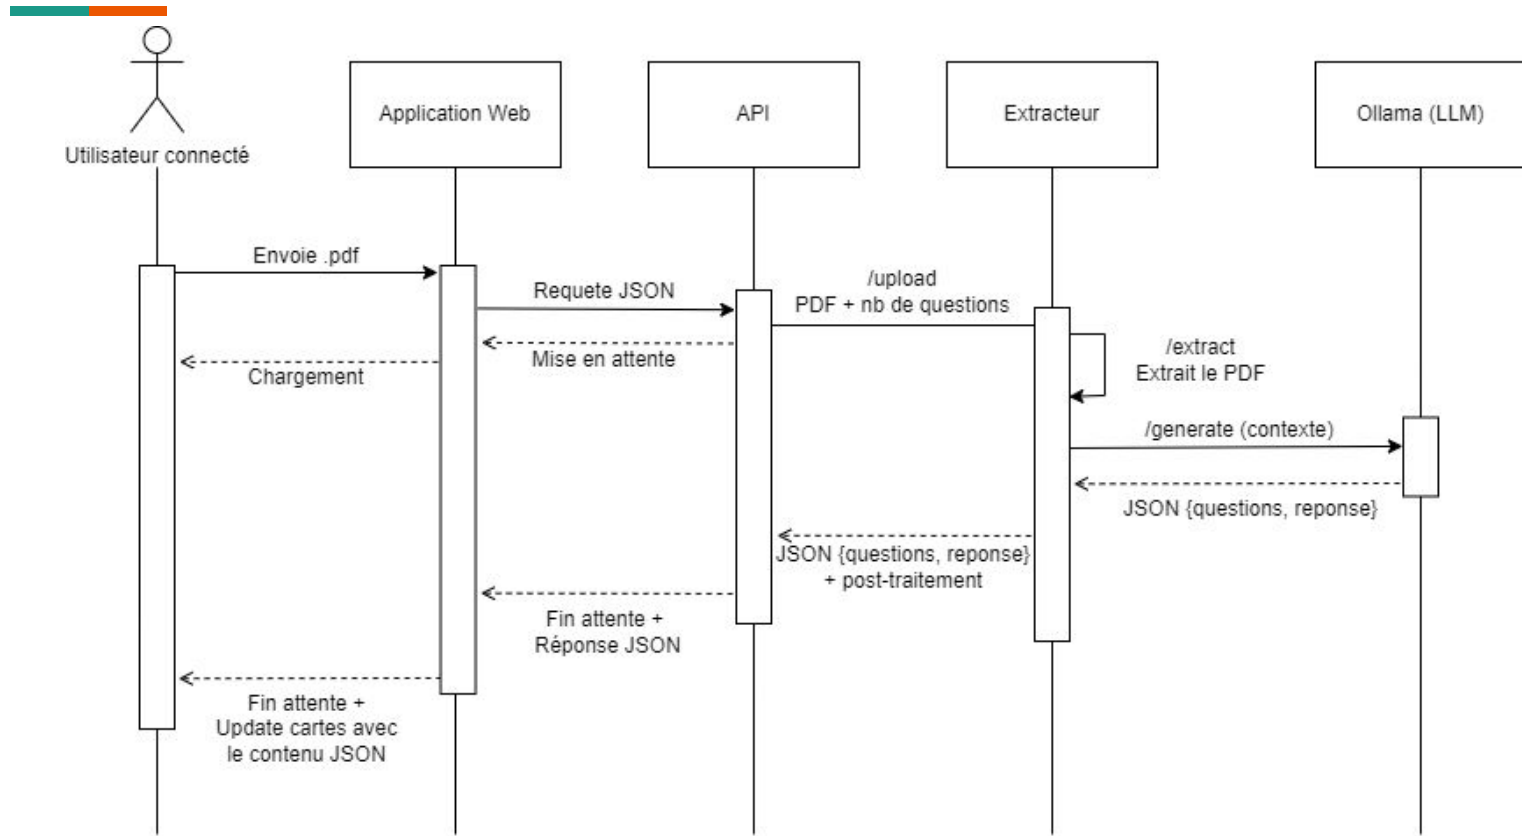 Utilisateur connecté
Application Web
API
Extracteur
Ollama (LLM)
Envoie .pdf
Requete JSON
/upload
PDF + nb de questions
Mise en attente
Chargement
/extract
Extrait le PDF
/generate (contexte)
JSON {questions, reponse}
JSON {questions, reponse}
+ post-traitement
Fin attente +
Réponse JSON
Fin attente +
Update cartes avec
le contenu JSON